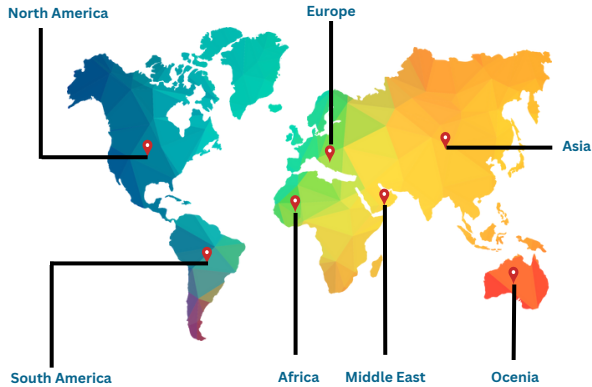 North America
Europe
Asia
South America
Africa
Middle East
Ocenia